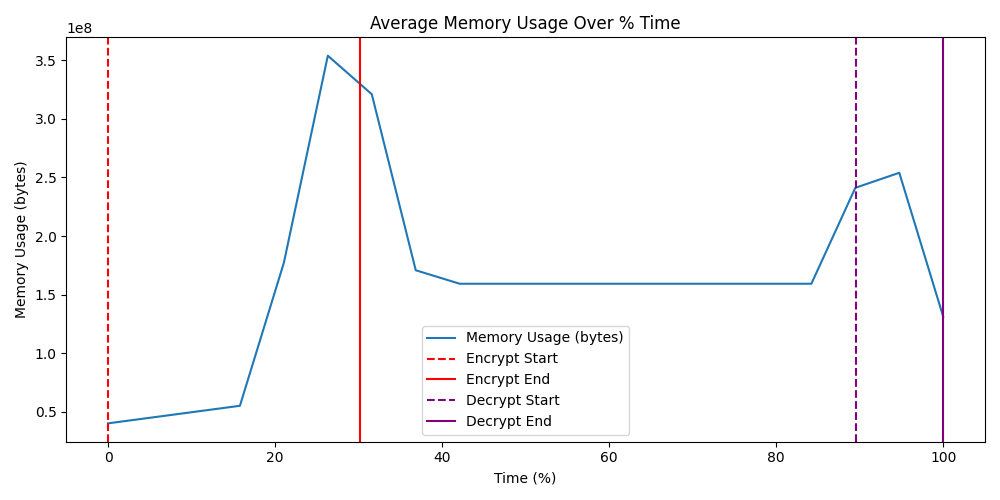 Average Memory Usage Over % Time
1e8
3.5
3.0
2.5
2.0
1.5
1.0
0.5
Memory Usage (bytes)
Memory Usage (bytes)
Encrypt Start
Encrypt End
Decrypt Start
Decrypt End
0 20 40 60 80 100
Time (%)